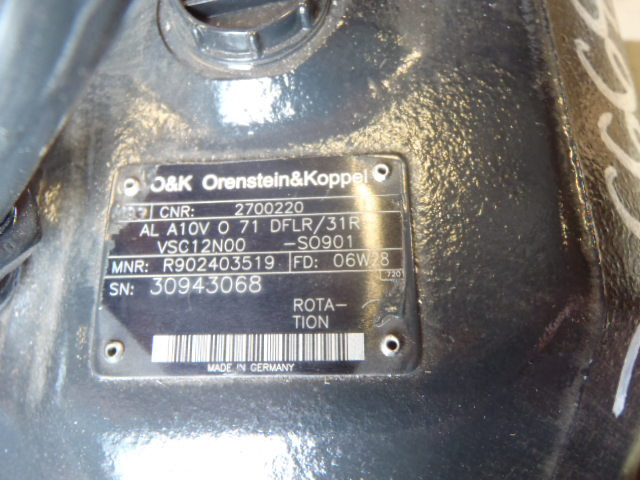 O&K Orenstein&Koppel
CNR: 2700220
AL A10V O 71 DFLR/31R
VSC12N00 -SO901
MNR: R902403519 FD: 06W28
7201
SN: 30943068
ROTA-
TION
MADE IN GERMANY